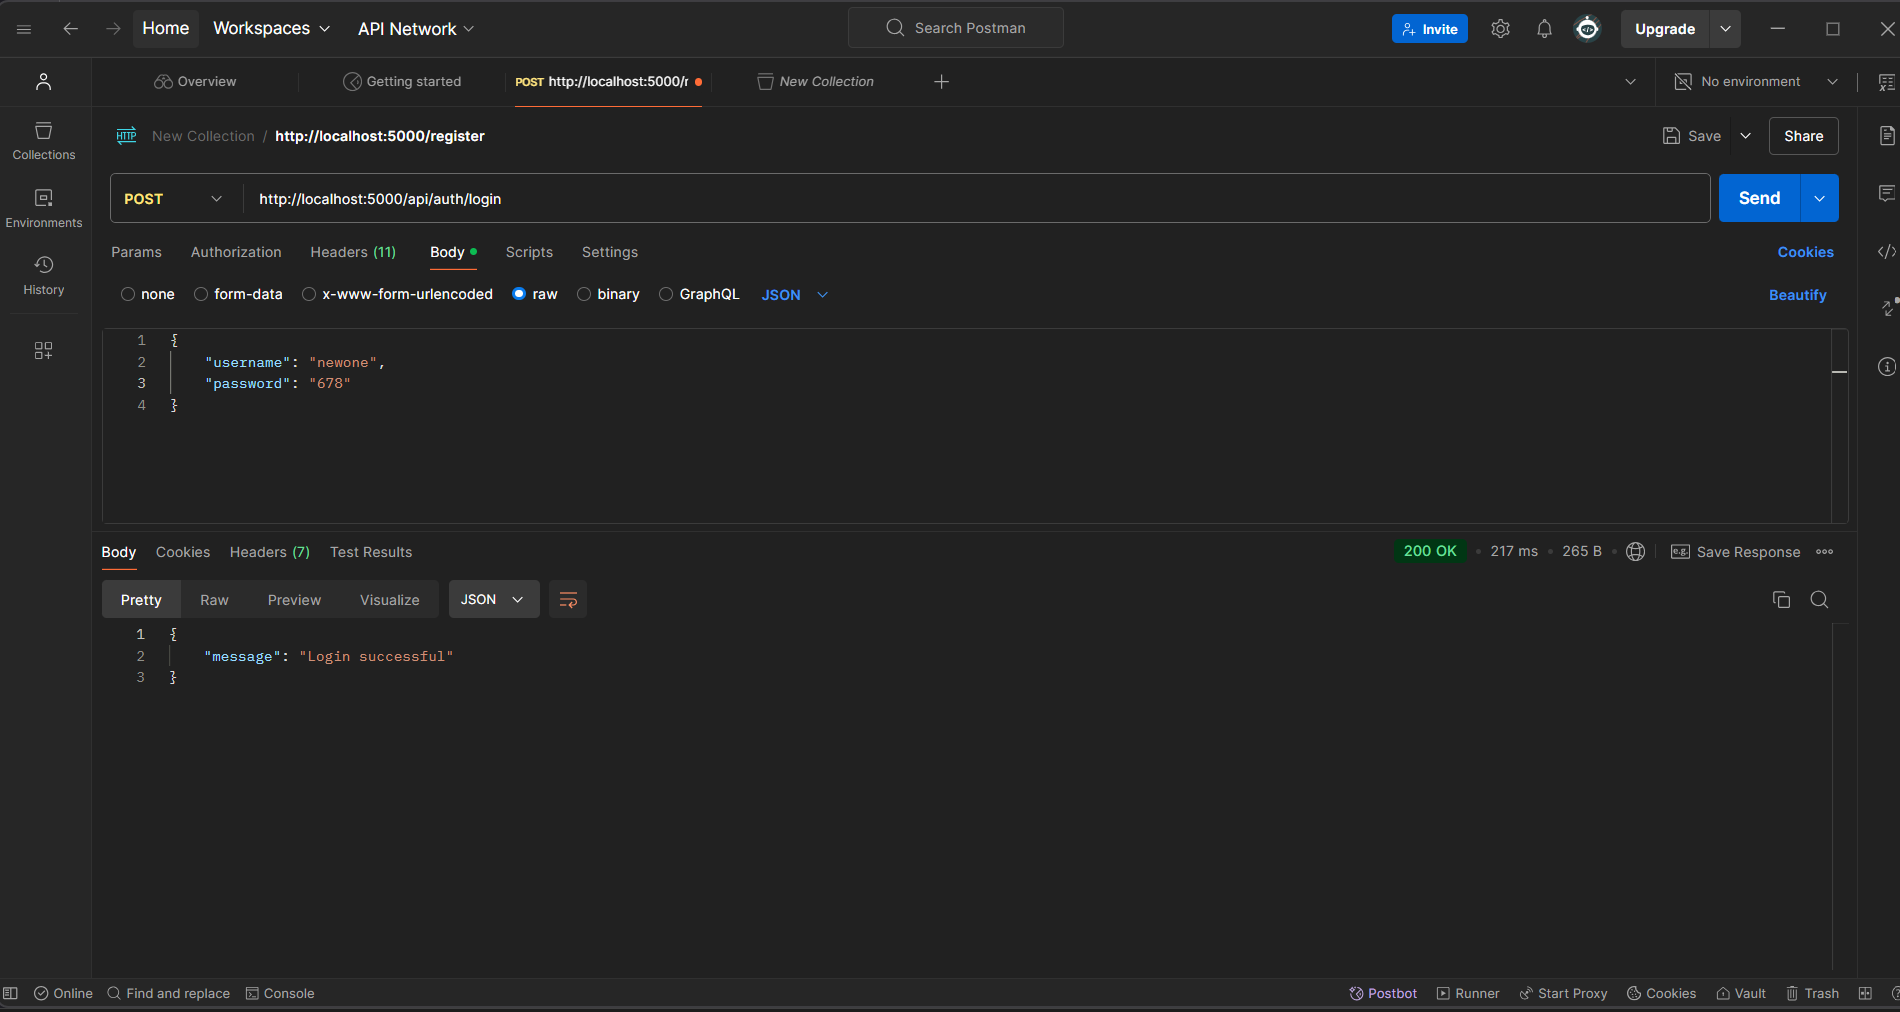 Home Workspaces API Network Search Postman Invite Upgrade
Overview Getting started POST http://localhost:5000/r New Collection No environment
HTTP New Collection / http://localhost:5000/register Save Share
Collections
POST http://localhost:5000/api/auth/login Send
Environments
Params Authorization Headers (11) Body Scripts Settings Cookies
History
none form-data x-www-form-urlencoded raw binary GraphQL JSON Beautify
1 {
2 "username": "newone",
3 "password": "678"
4 }
Body Cookies Headers (7) Test Results 200 OK 217 ms 265 B e.g. Save Response
Pretty Raw Preview Visualize JSON
1 {
2 "message": "Login successful"
3 }
Online Find and replace Console Postbot Runner Start Proxy Cookies Vault Trash